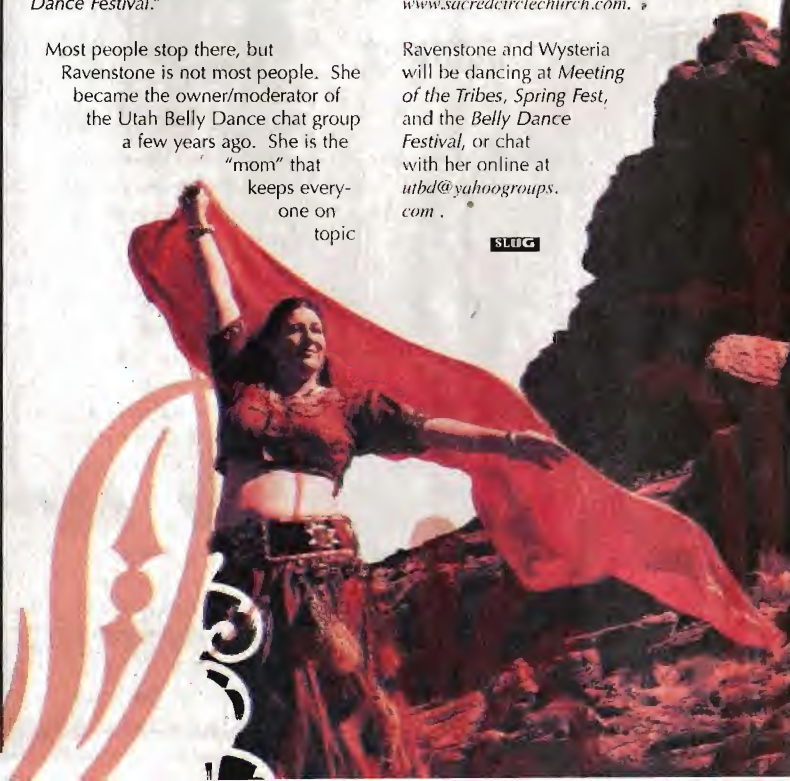 Dance Festival."
Most people stop there, but
Ravenstone is not most people. She
became the owner/moderator of
the Utah Belly Dance chat group
a few years ago. She is the
"mom" that
keeps every-
one on
topic
www.sacredcirclechurch.com.
Ravenstone and Wysteria
will be dancing at Meeting
of the Tribes, Spring Fest,
and the Belly Dance
Festival, or chat
with her online at
utbd@yahoogroups.
com .
SLUG